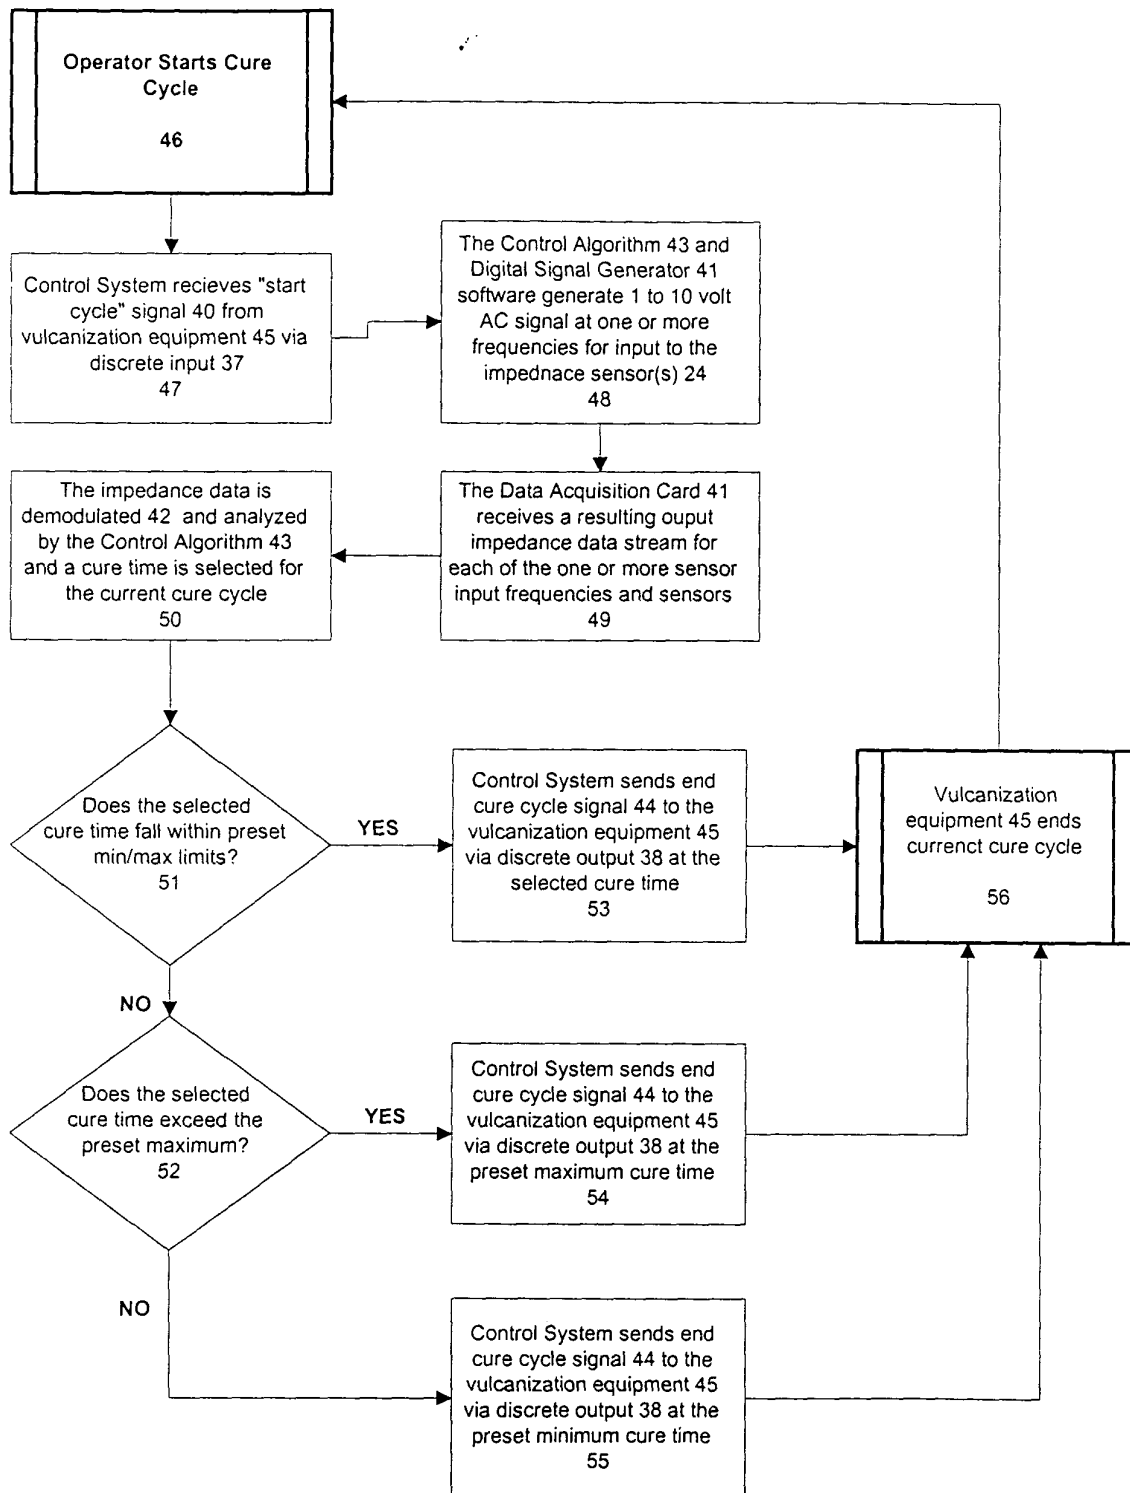 Operator Starts Cure
Cycle
46
Control System recieves "start
cycle" signal 40 from
vulcanization equipment 45 via
discrete input 37
47
The Control Algorithm 43 and
Digital Signal Generator 41
software generate 1 to 10 volt
AC signal at one or more
frequencies for input to the
impednace sensor(s) 24
48
The Data Acquisition Card 41
receives a resulting ouput
impedance data stream for
each of the one or more sensor
input frequencies and sensors
49
The impedance data is
demodulated 42 and analyzed
by the Control Algorithm 43
and a cure time is selected for
the current cure cycle
50
Does the selected
cure time fall within preset
min/max limits?
51
YES
Control System sends end
cure cycle signal 44 to the
vulcanization equipment 45
via discrete output 38 at the
selected cure time
53
Vulcanization
equipment 45 ends
currenct cure cycle
56
NO
Does the selected
cure time exceed the
preset maximum?
52
YES
Control System sends end
cure cycle signal 44 to the
vulcanization equipment 45
via discrete output 38 at the
preset maximum cure time
54
NO
Control System sends end
cure cycle signal 44 to the
vulcanization equipment 45
via discrete output 38 at the
preset minimum cure time
55